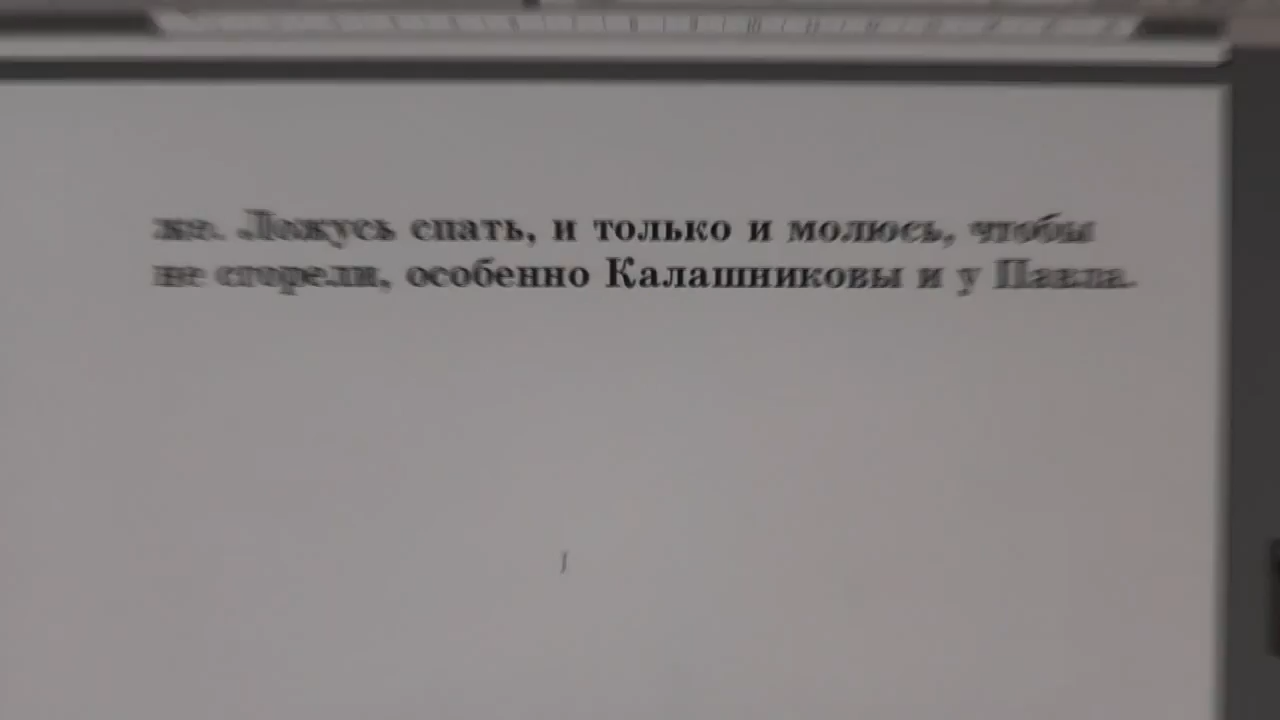 же. Ложусь спать, и только и молюсь, чтобы
не сгорели, особенно Калашниковы и у Павла.